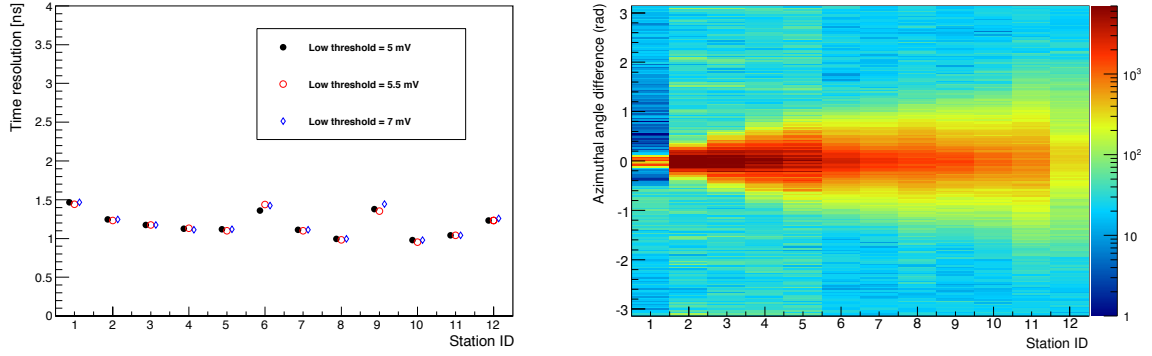 Time resolution [ns]
4
3.5
3
2.5
2
1.5
1
0.5
0
Low threshold = 5 mV
Low threshold = 5.5 mV
Low threshold = 7 mV
1 2 3 4 5 6 7 8 9 10 11 12
Station ID
Azimuthal angle difference (rad)
3
2
1
0
-1
-2
-3
1 2 3 4 5 6 7 8 9 10 11 12
Station ID
10³
10²
10
1